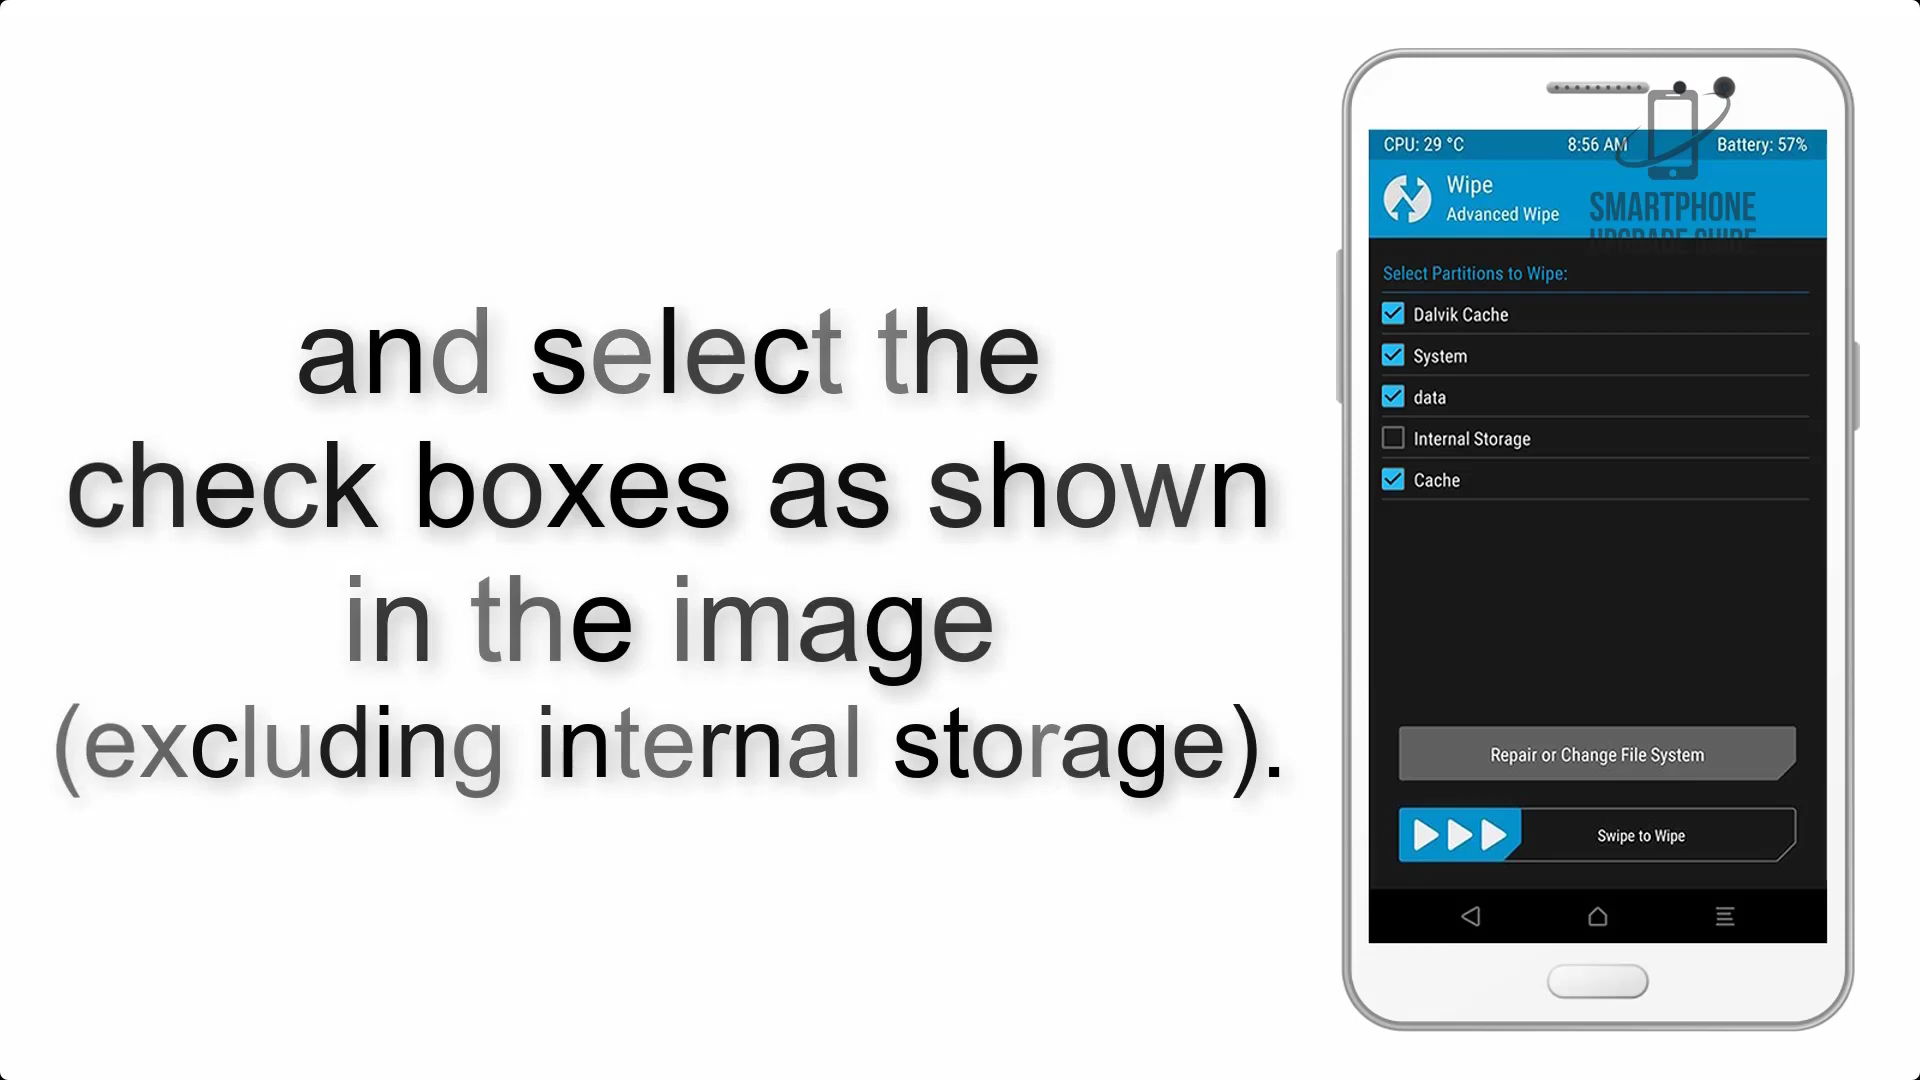 and select the
check boxes as shown
in the image
(excluding internal storage).
CPU: 29 °C 8:56 AM Battery: 57%
Wipe
Advanced Wipe
SMARTPHONE
UPGRADE GUIDE
Select Partitions to Wipe:
Dalvik Cache
System
data
Internal Storage
Cache
Repair or Change File System
Swipe to Wipe